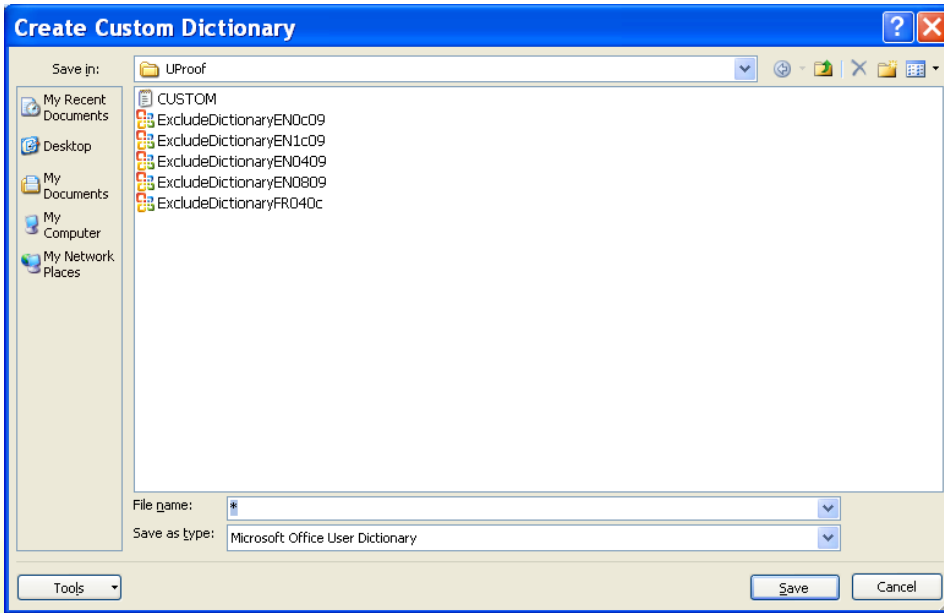 Create Custom Dictionary
Save in:
UProof
My Recent
Documents
Desktop
My
Documents
My
Computer
My Network
Places
CUSTOM
ExcludeDictionaryEN0c09
ExcludeDictionaryEN1c09
ExcludeDictionaryEN0409
ExcludeDictionaryEN0809
ExcludeDictionaryFR040c
File name:
*
Save as type:
Microsoft Office User Dictionary
Tools
Save
Cancel